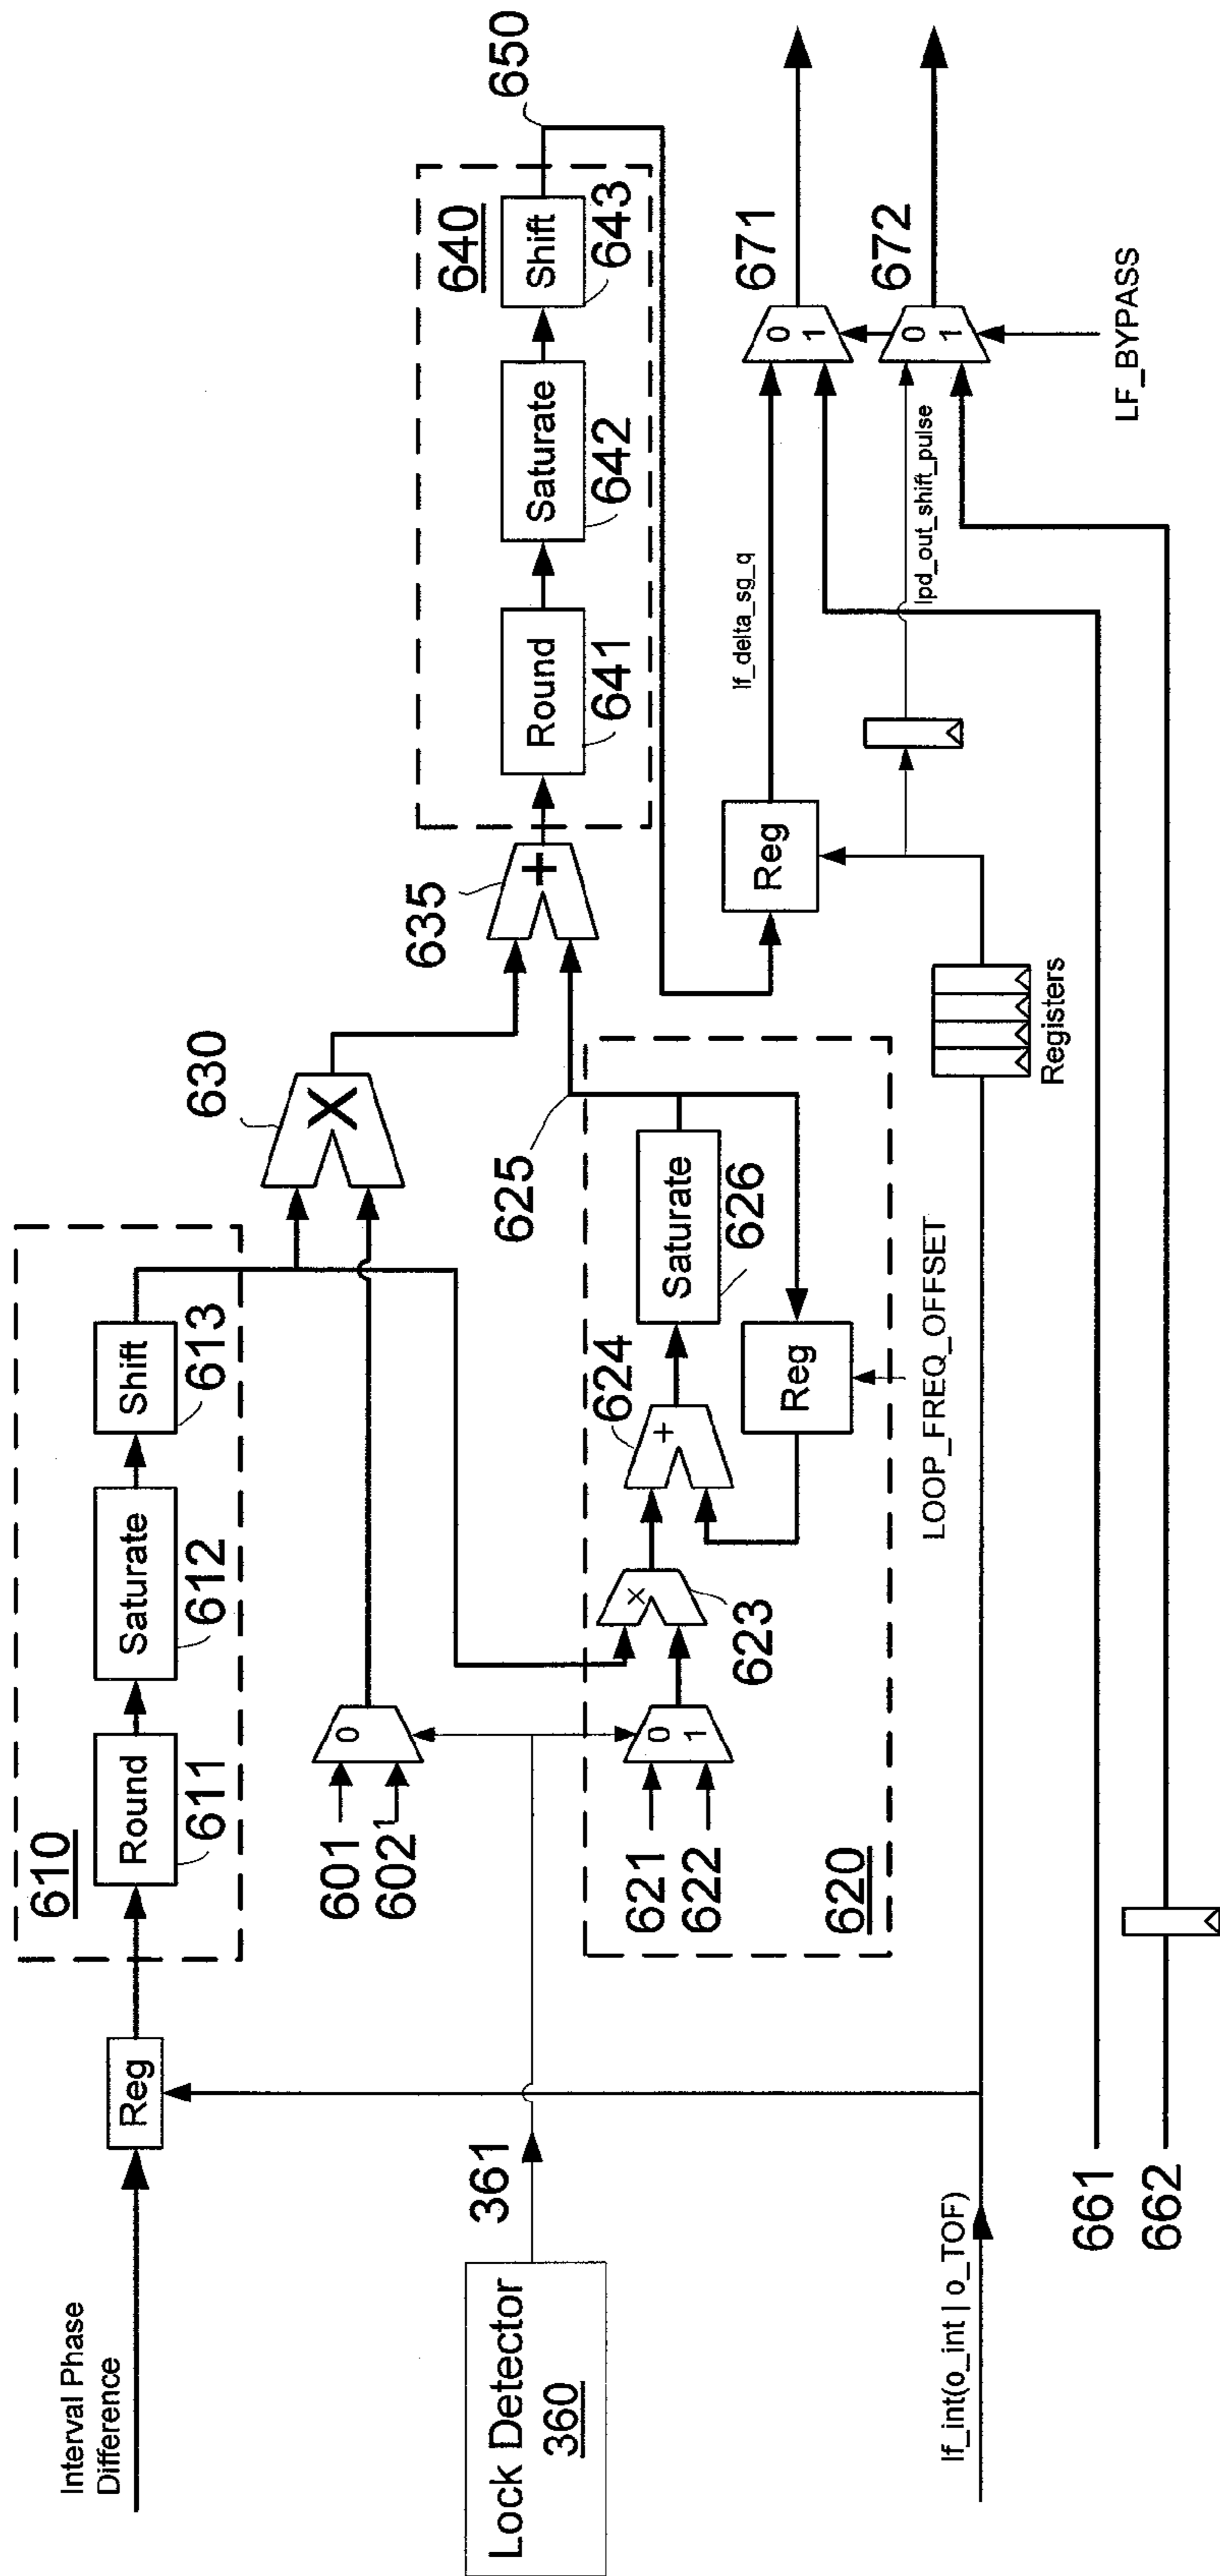 Interval Phase
Difference
Reg
610
Round
611
Saturate
612
Shift
613
Lock Detector
360
361
601
602
0
1
630
X
635
+
640
Round
641
Saturate
642
Shift
643
650
620
621
622
0
1
×
623
+
624
Saturate
626
625
Reg
LOOP_FREQ_OFFSET
lf_int(o_int | o_TOF)
Registers
Reg
lf_delta_sg_q
lpd_out_shift_pulse
0
1
671
0
1
672
LF_BYPASS
661
662